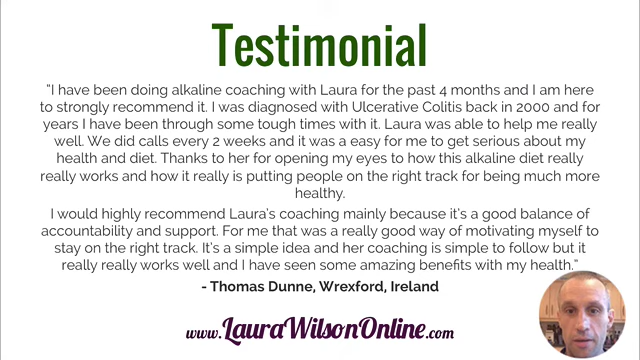 Testimonial
"I have been doing alkaline coaching with Laura for the past 4 months and I am here
to strongly recommend it. I was diagnosed with Ulcerative Colitis back in 2000 and for
years I have been through some tough times with it. Laura was able to help me really
well. We did calls every 2 weeks and it was a easy for me to get serious about my
health and diet. Thanks to her for opening my eyes to how this alkaline diet really
really works and how it really is putting people on the right track for being much more
healthy.
I would highly recommend Laura's coaching mainly because it's a good balance of
accountability and support. For me that was a really good way of motivating myself to
stay on the right track. It's a simple idea and her coaching is simple to follow but it
really really works well and I have seen some amazing benefits with my health."
- Thomas Dunne, Wrexford, Ireland
www.LauraWilsonOnline.com